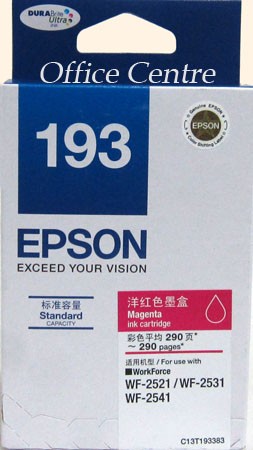 DURABrite
Ultra
Office Centre
Genuine EPSON
EPSON
193
EPSON
EXCEED YOUR VISION
标准容量
Standard
CAPACITY
洋红色墨盒
Magenta
ink cartridge
彩色平均 290 页*
~ 290 pages*
适用机型 / For use with
WorkForce
WF-2521 / WF-2531
WF-2541
C13T193383